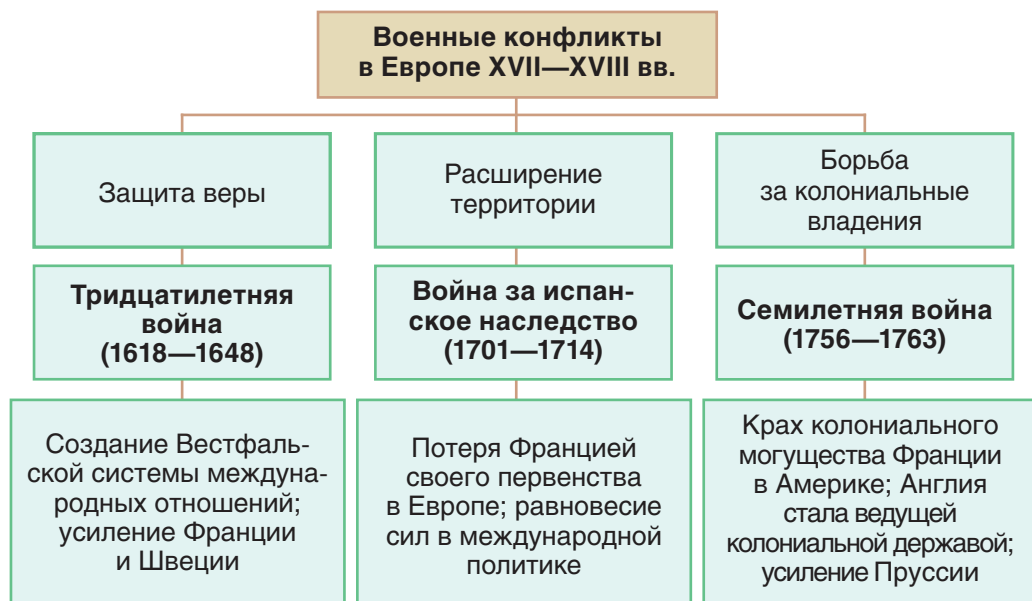 Военные конфликты
в Европе XVII—XVIII вв.
Защита веры
Расширение
территории
Борьба
за колониальные
владения
Тридцатилетняя
война
(1618—1648)
Война за испан-
ское наследство
(1701—1714)
Семилетняя война
(1756—1763)
Создание Вестфаль-
ской системы междуна-
родных отношений;
усиление Франции
и Швеции
Потеря Францией
своего первенства
в Европе; равновесие
сил в международной
политике
Крах колониального
могущества Франции
в Америке; Англия
стала ведущей
колониальной державой;
усиление Пруссии